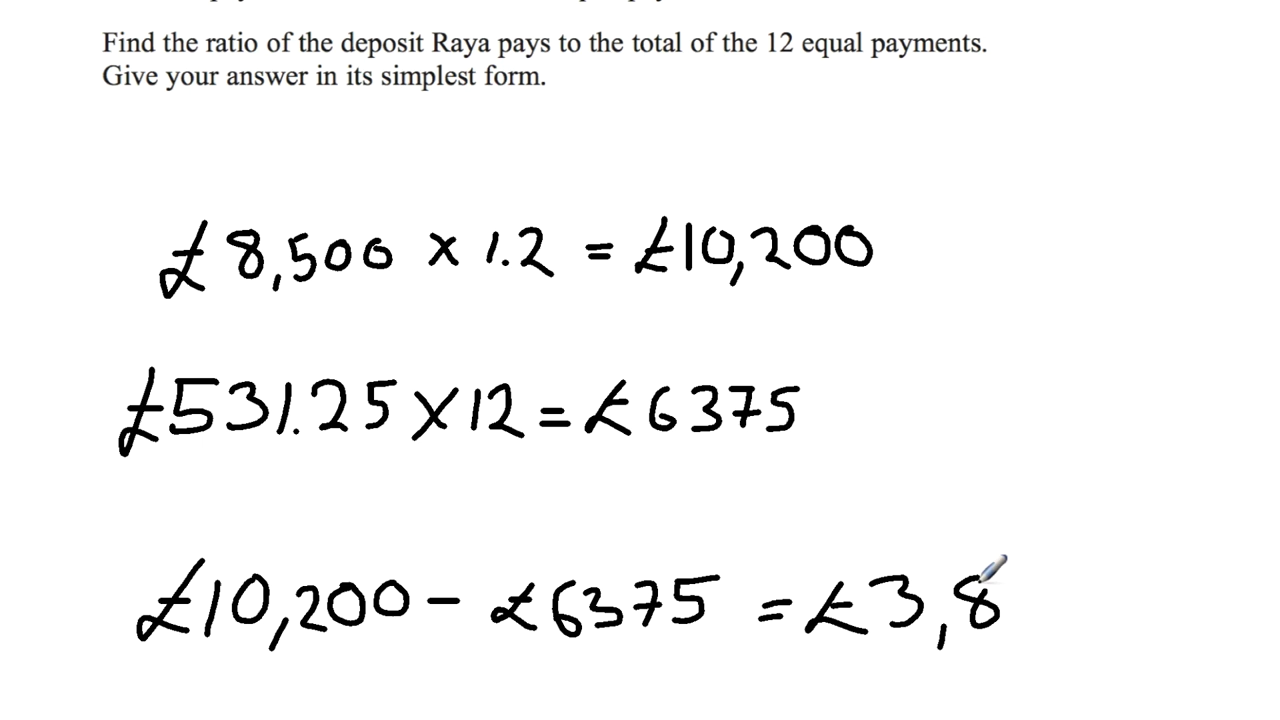 Find the ratio of the deposit Raya pays to the total of the 12 equal payments.
Give your answer in its simplest form.
£8,500 × 1.2 = £10,200
£531.25 × 12 = £6375
£10,200 - £6375 = £3,8